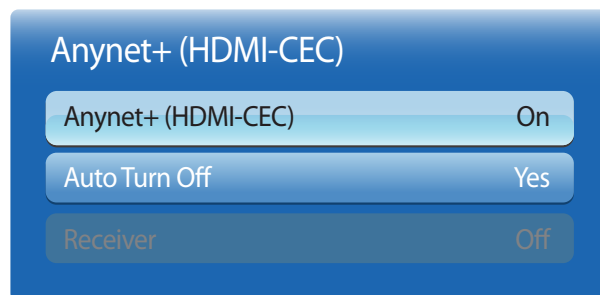 Anynet+ (HDMI-CEC)
Anynet+ (HDMI-CEC) On
Auto Turn Off Yes
Receiver Off